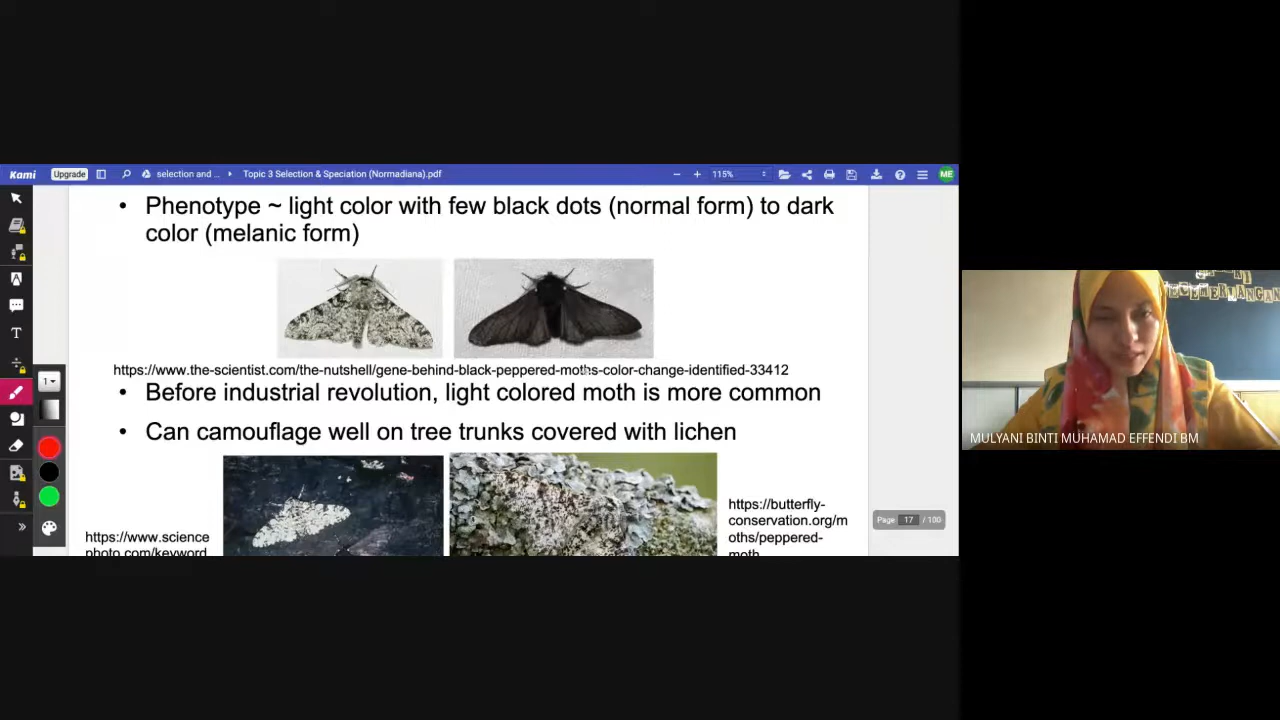 Kami
Upgrade
selection and ...
Topic 3 Selection & Speciation (Normadiana).pdf
115%
ME
• Phenotype ~ light color with few black dots (normal form) to dark
color (melanic form)
https://www.the-scientist.com/the-nutshell/gene-behind-black-peppered-moths-color-change-identified-33412
• Before industrial revolution, light colored moth is more common
• Can camouflage well on tree trunks covered with lichen
https://www.science
photo.com/keyword
https://butterfly-
conservation.org/m
oths/peppered-
moth
1
Page 17 / 100
MULYANI BINTI MUHAMAD EFFENDI BM